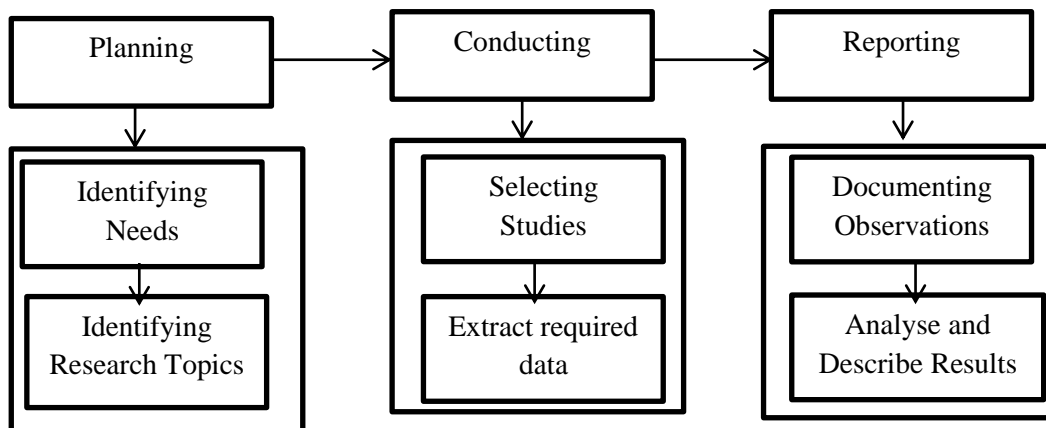 Planning
Conducting
Reporting
Identifying
Needs
Identifying
Research Topics
Selecting
Studies
Extract required
data
Documenting
Observations
Analyse and
Describe Results